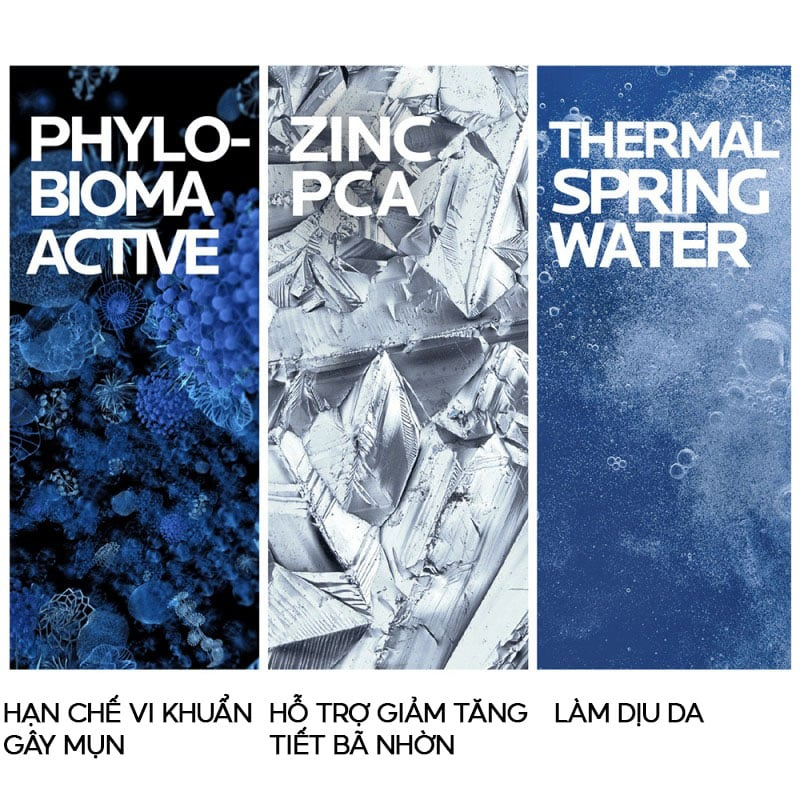 PHYLO-
BIOMA
ACTIVE
ZINC
PCA
THERMAL
SPRING
WATER
HẠN CHẾ VI KHUẨN
GÂY MỤN
HỖ TRỢ GIẢM TĂNG
TIẾT BÃ NHỜN
LÀM DỊU DA